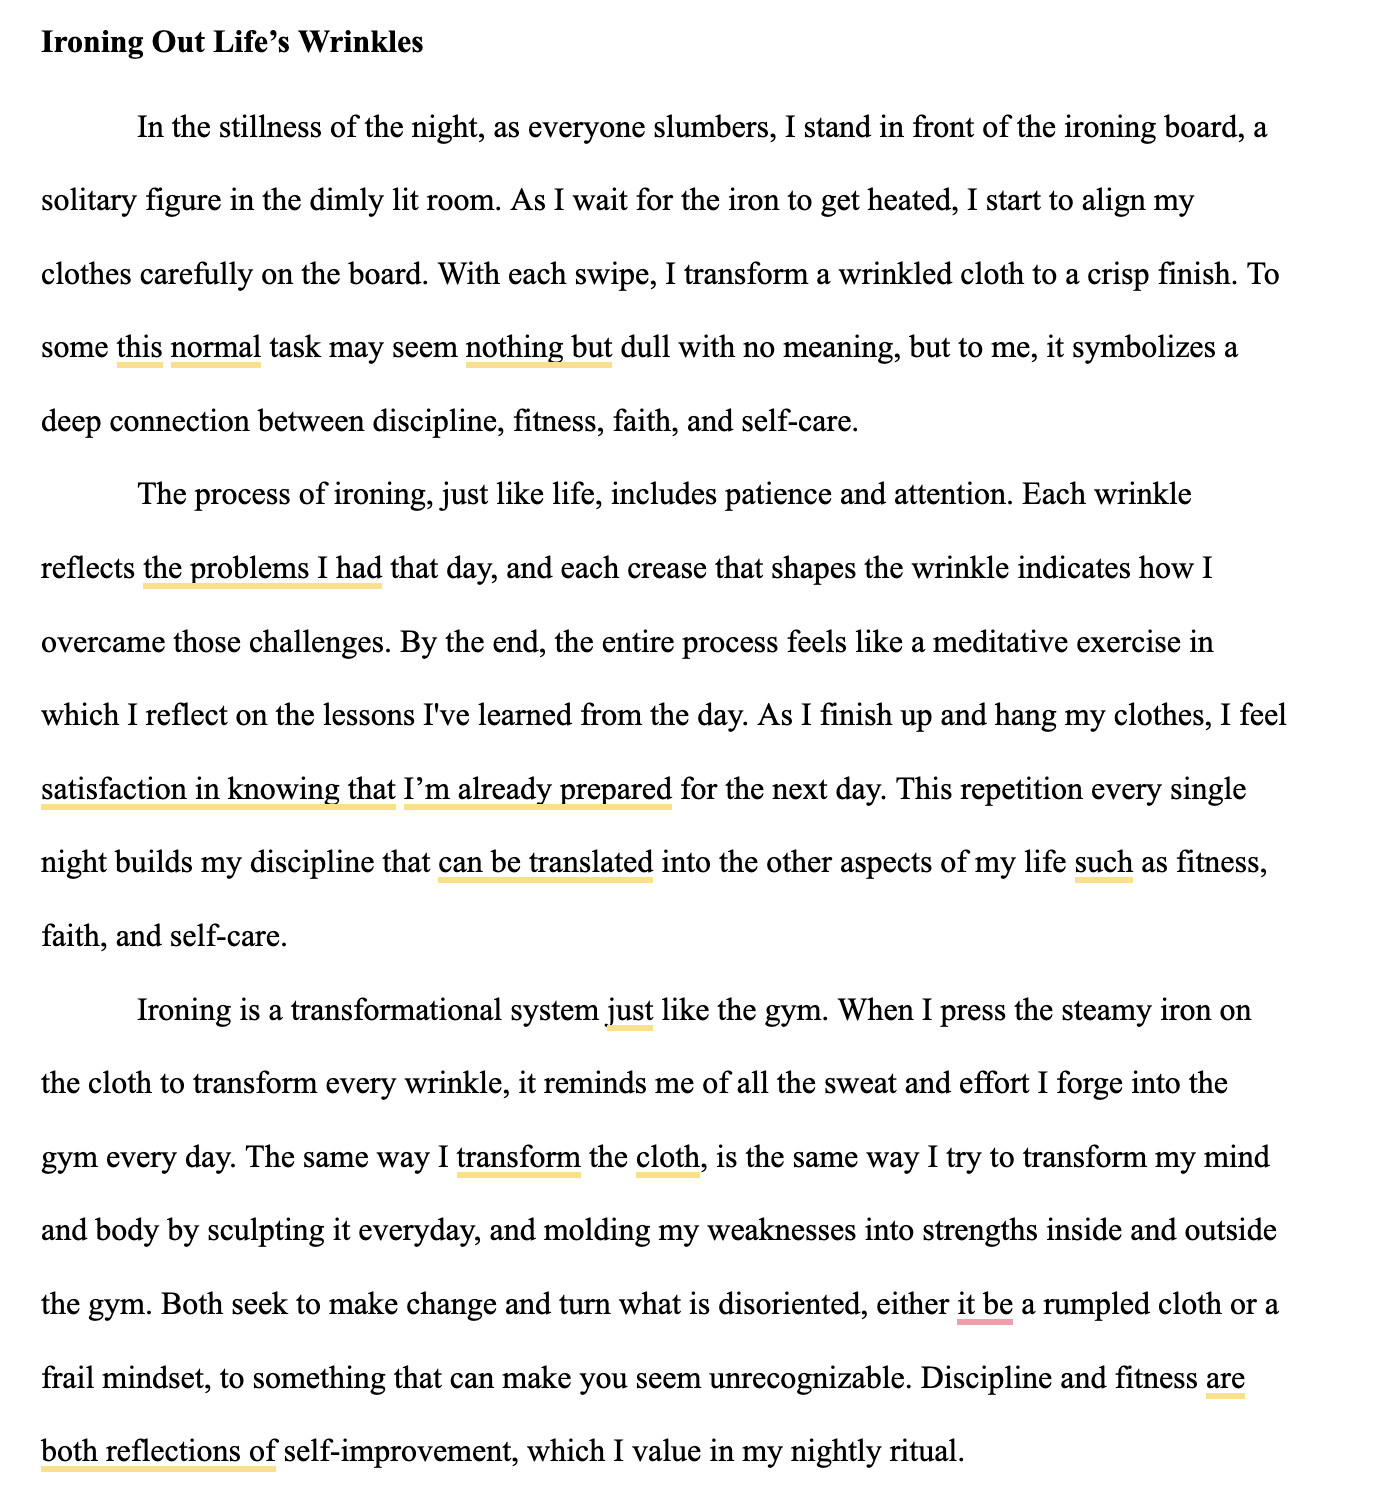 Ironing Out Life’s Wrinkles
In the stillness of the night, as everyone slumbers, I stand in front of the ironing board, a
solitary figure in the dimly lit room. As I wait for the iron to get heated, I start to align my
clothes carefully on the board. With each swipe, I transform a wrinkled cloth to a crisp finish. To
some this normal task may seem nothing but dull with no meaning, but to me, it symbolizes a
deep connection between discipline, fitness, faith, and self-care.
The process of ironing, just like life, includes patience and attention. Each wrinkle
reflects the problems I had that day, and each crease that shapes the wrinkle indicates how I
overcame those challenges. By the end, the entire process feels like a meditative exercise in
which I reflect on the lessons I've learned from the day. As I finish up and hang my clothes, I feel
satisfaction in knowing that I’m already prepared for the next day. This repetition every single
night builds my discipline that can be translated into the other aspects of my life such as fitness,
faith, and self-care.
Ironing is a transformational system just like the gym. When I press the steamy iron on
the cloth to transform every wrinkle, it reminds me of all the sweat and effort I forge into the
gym every day. The same way I transform the cloth, is the same way I try to transform my mind
and body by sculpting it everyday, and molding my weaknesses into strengths inside and outside
the gym. Both seek to make change and turn what is disoriented, either it be a rumpled cloth or a
frail mindset, to something that can make you seem unrecognizable. Discipline and fitness are
both reflections of self-improvement, which I value in my nightly ritual.